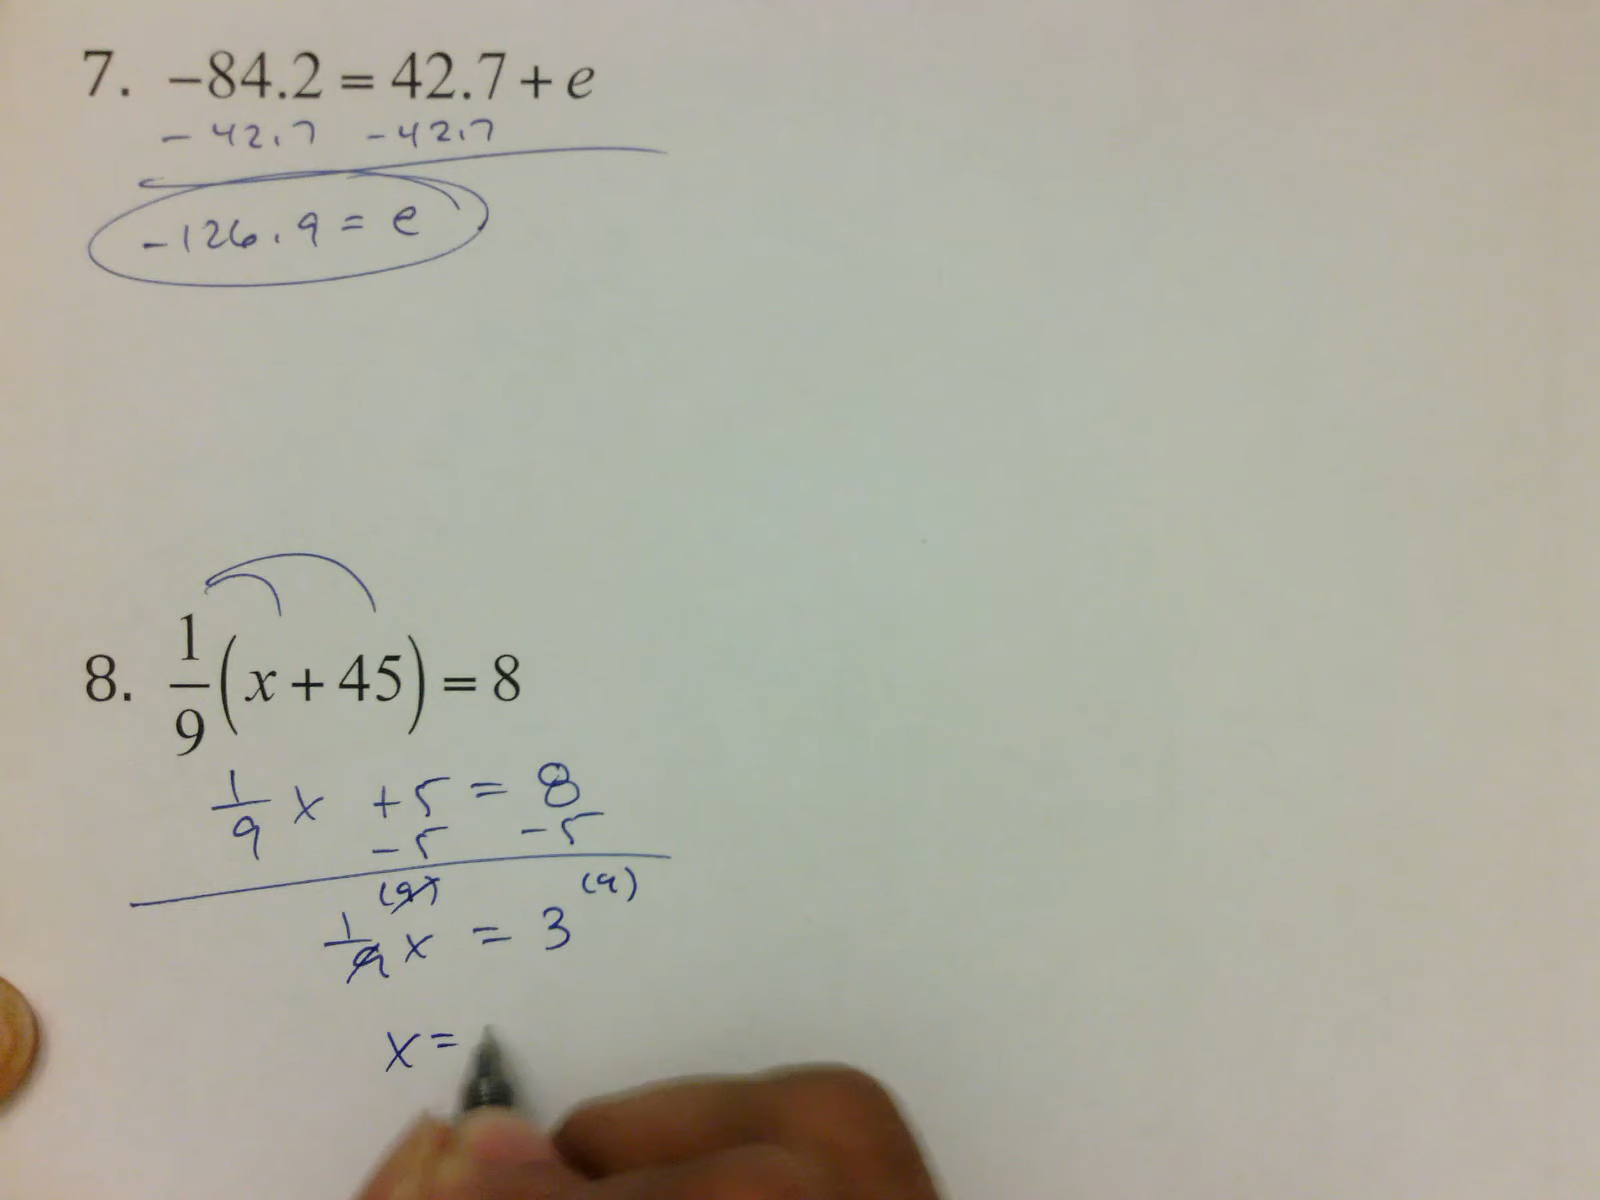 7. −84.2 = 42.7 + e
− 42.7 − 42.7
−126.9 = e
8. 1/9 (x + 45) = 8
1/9 x + 5 = 8
− 5 − 5
(9) (9)
1/9 x = 3
x =